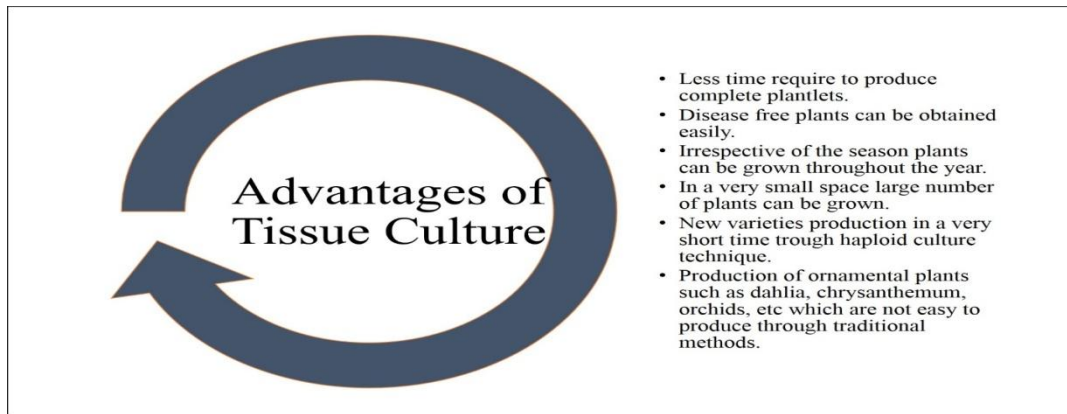 Advantages of
Tissue Culture
• Less time require to produce
complete plantlets.
• Disease free plants can be obtained
easily.
• Irrespective of the season plants
can be grown throughout the year.
• In a very small space large number
of plants can be grown.
• New varieties production in a very
short time trough haploid culture
technique.
• Production of ornamental plants
such as dahlia, chrysanthemum,
orchids, etc which are not easy to
produce through traditional
methods.